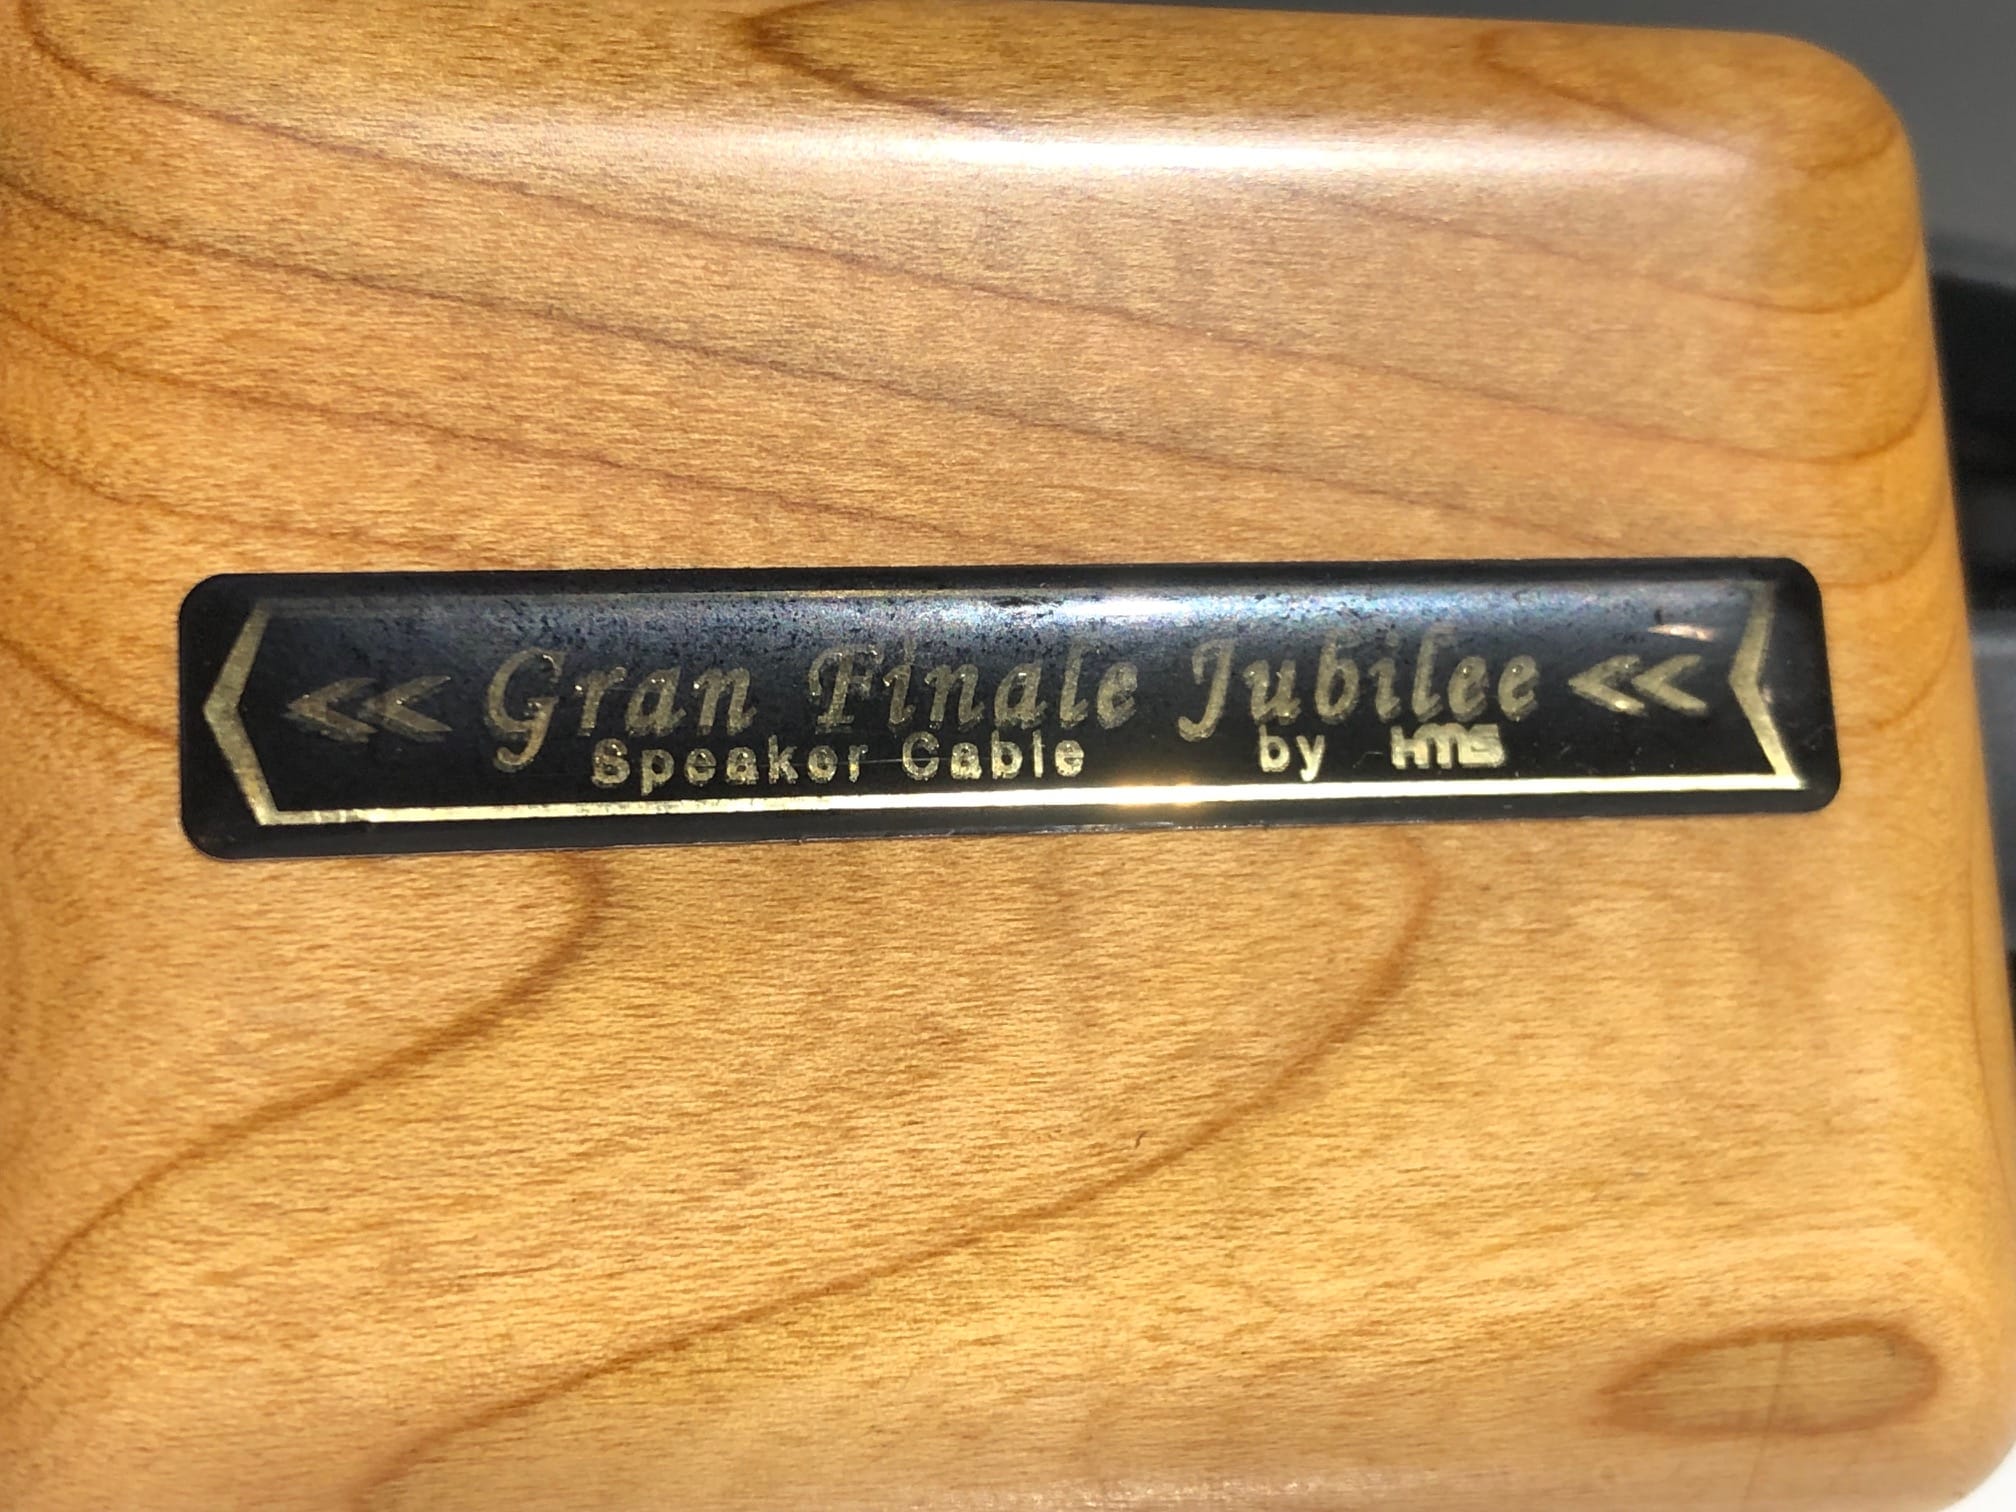 << Gran Finale Jubilee <<
Speaker Cable by HMS